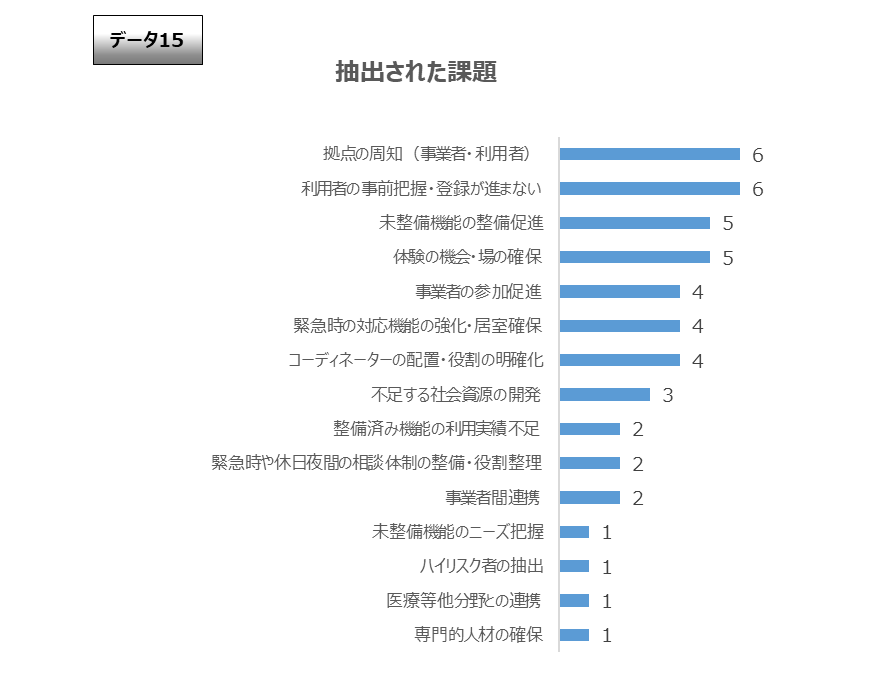 データ15
抽出された課題
拠点の周知（事業者・利用者） 6
利用者の事前把握・登録が進まない 6
未整備機能の整備促進 5
体験の機会・場の確保 5
事業者の参加促進 4
緊急時の対応機能の強化・居室確保 4
コーディネーターの配置・役割の明確化 4
不足する社会資源の開発 3
整備済み機能の利用実績不足 2
緊急時や休日夜間の相談体制の整備・役割整理 2
事業者間連携 2
未整備機能のニーズ把握 1
ハイリスク者の抽出 1
医療等他分野との連携 1
専門的人材の確保 1